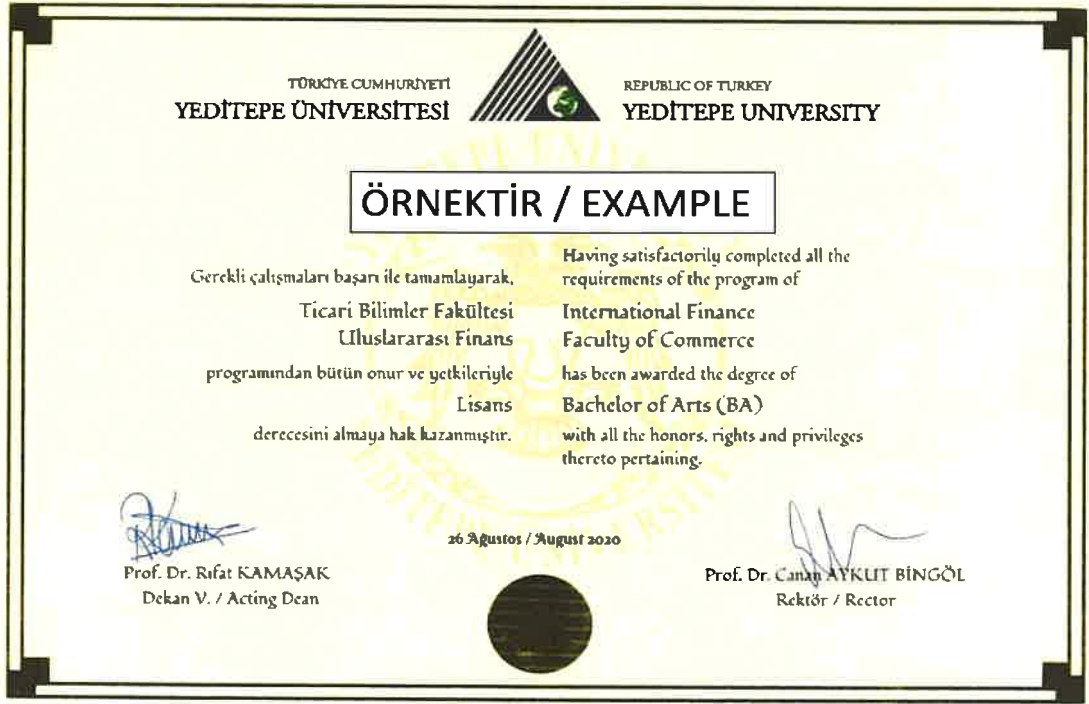 TÜRKİYE CUMHURİYETİ
YEDİTEPE ÜNİVERSİTESİ
REPUBLIC OF TURKEY
YEDİTEPE UNIVERSITY
ÖRNEKTİR / EXAMPLE
Gerekli çalışmaları başarı ile tamamlayarak,
Ticari Bilimler Fakültesi
Uluslararası Finans
programından bütün onur ve yetkileriyle
Lisans
derecesini almaya hak kazanmıştır.
Having satisfactorily completed all the
requirements of the program of
International Finance
Faculty of Commerce
has been awarded the degree of
Bachelor of Arts (BA)
with all the honors, rights and privileges
thereto pertaining.
26 Ağustos / August 2020
Prof. Dr. Rıfat KAMAŞAK
Dekan V. / Acting Dean
Prof. Dr. Canan AYKUT BİNGÖL
Rektör / Rector